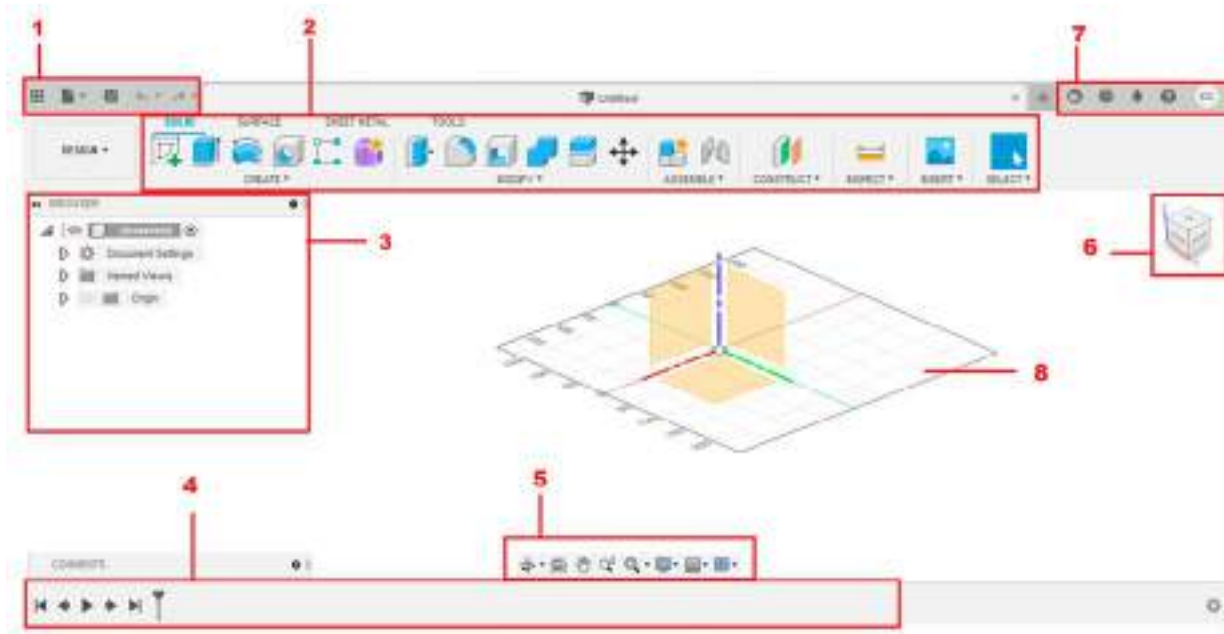 1
2
7
Untitled
SOLID SURFACE SHEET METAL TOOLS
DESIGN
CREATE MODIFY ASSEMBLE CONSTRUCT INSPECT INSERT SELECT
BROWSER
3
6
Document Settings
Named Views
Origin
8
4
5
COMMENTS